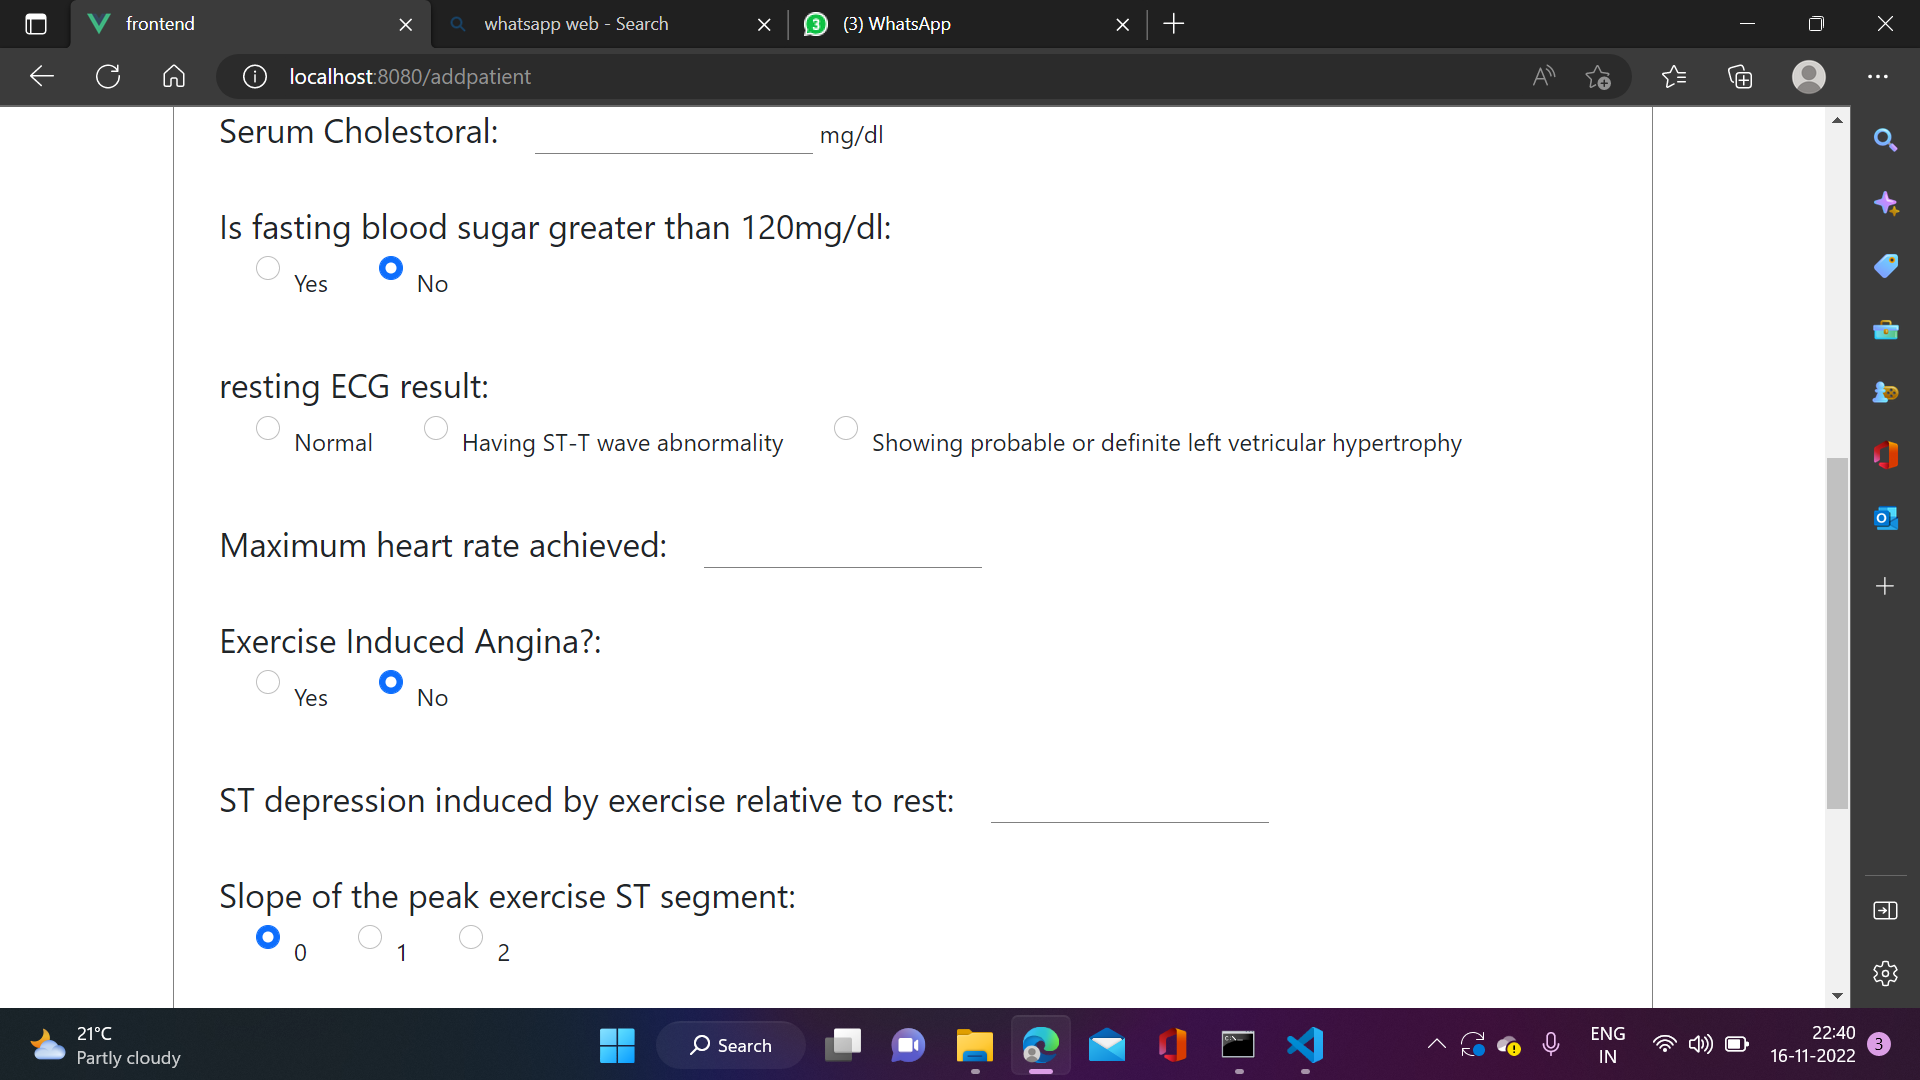 frontend
whatsapp web - Search
3
(3) WhatsApp
localhost:8080/addpatient
Serum Cholestoral:
mg/dl
Is fasting blood sugar greater than 120mg/dl:
Yes
No
resting ECG result:
Normal
Having ST-T wave abnormality
Showing probable or definite left vetricular hypertrophy
Maximum heart rate achieved:
Exercise Induced Angina?:
Yes
No
ST depression induced by exercise relative to rest:
Slope of the peak exercise ST segment:
0
1
2
21°C
Partly cloudy
Search
ENG
IN
22:40
16-11-2022
3